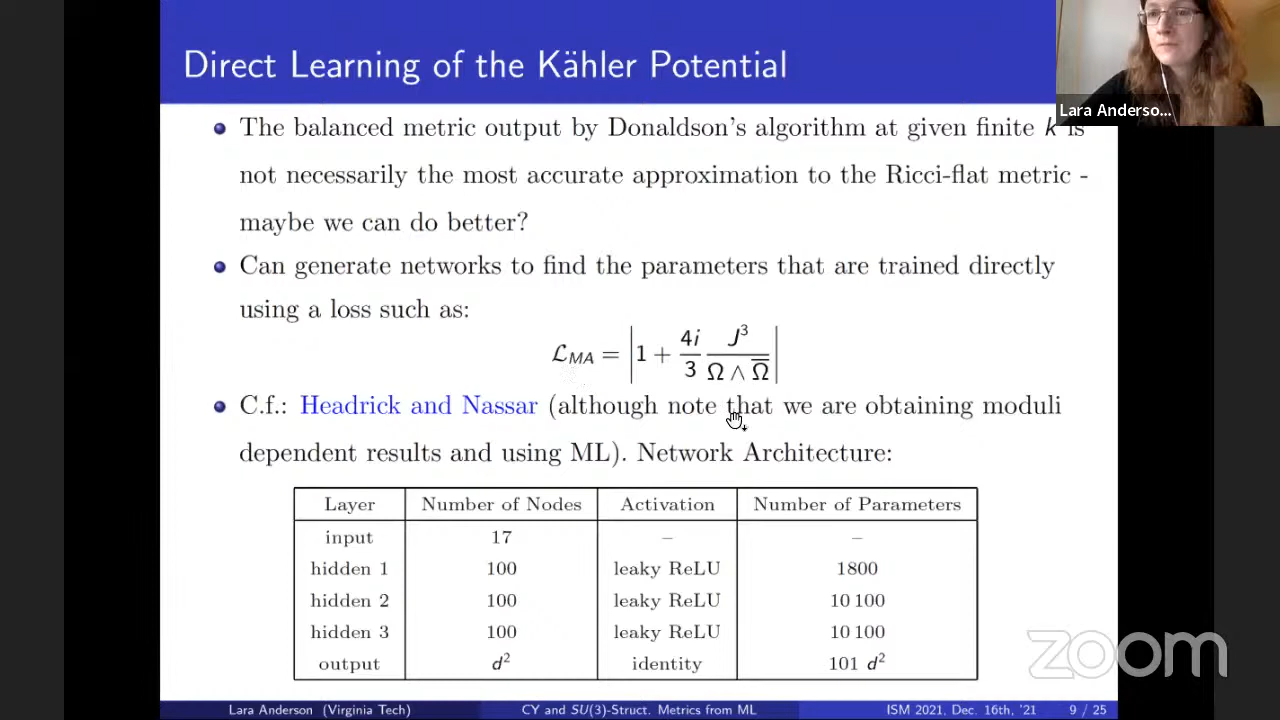 Direct Learning of the Kähler Potential
Lara Anderso...
The balanced metric output by Donaldson's algorithm at given finite k is
not necessarily the most accurate approximation to the Ricci-flat metric -
maybe we can do better?
Can generate networks to find the parameters that are trained directly
using a loss such as:
ℒ_MA = |1 + 4i/3 J³/(Ω ∧ Ω̅)|
C.f.: Headrick and Nassar (although note that we are obtaining moduli
dependent results and using ML). Network Architecture:
Layer Number of Nodes Activation Number of Parameters
input 17 – –
hidden 1 100 leaky ReLU 1800
hidden 2 100 leaky ReLU 10 100
hidden 3 100 leaky ReLU 10 100
output d² identity 101 d²
zoom
Lara Anderson (Virginia Tech) CY and SU(3)-Struct. Metrics from ML ISM 2021, Dec. 16th, '21 9 / 25